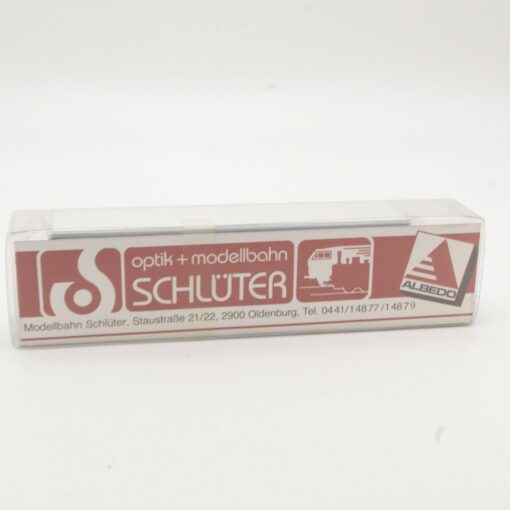 optik + modellbahn
SCHLÜTER
ALBEDO
Modellbahn Schlüter, Staustraße 21/22, 2900 Oldenburg, Tel. 0441/14877/14879